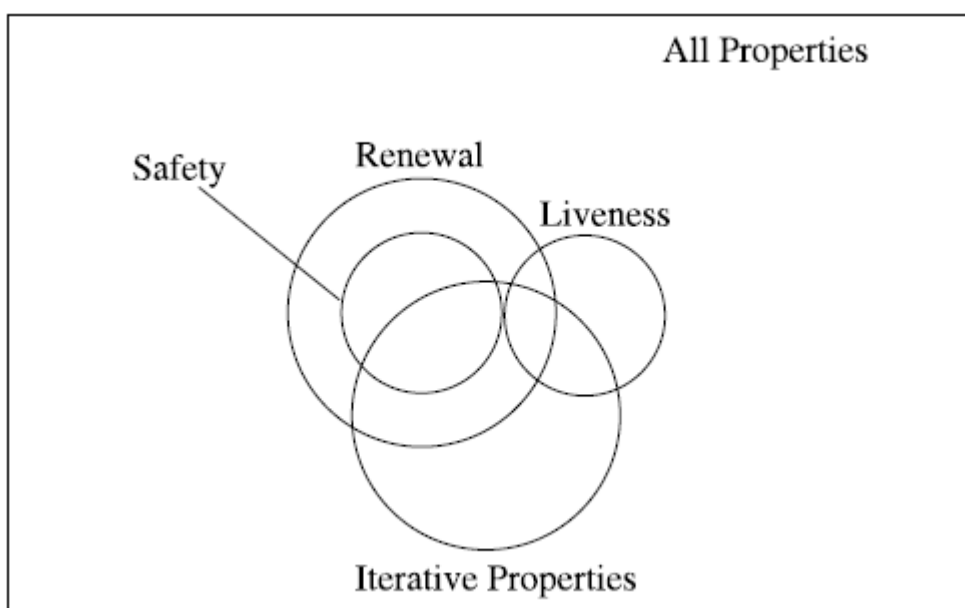 All Properties
Renewal
Safety
Liveness
Iterative Properties